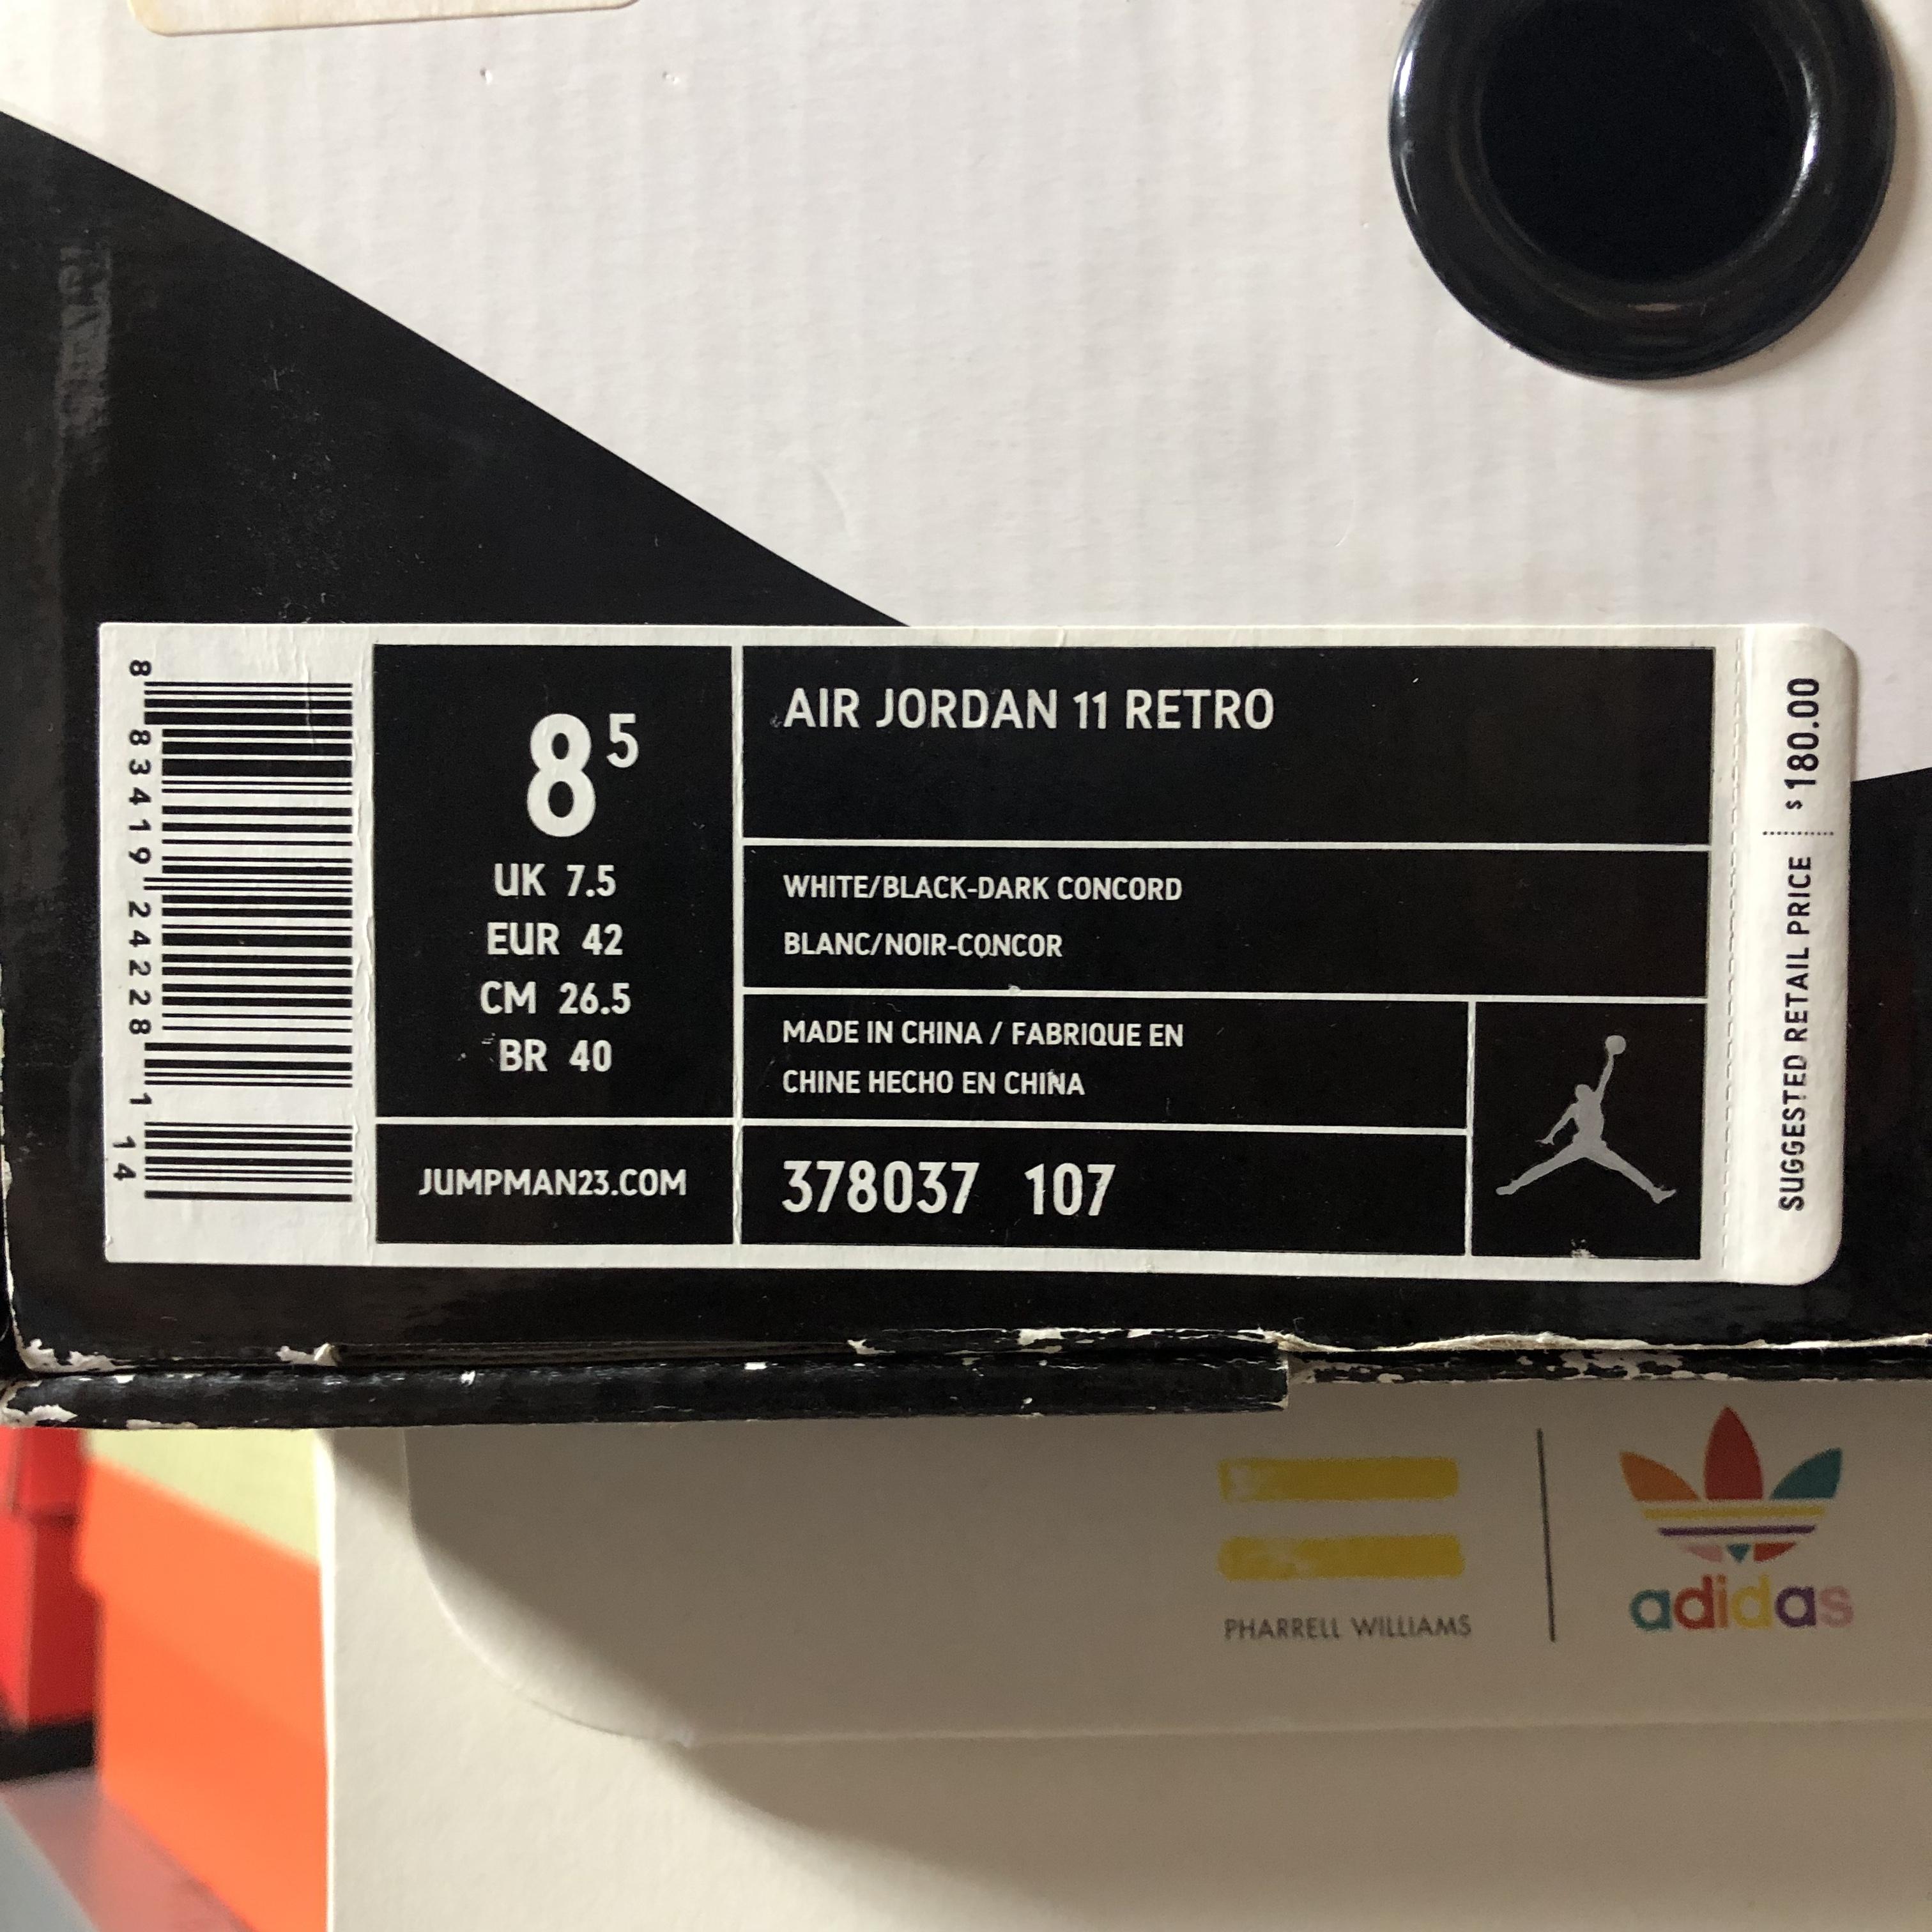 8 83419 24228 1 14
8 5
UK 7.5
EUR 42
CM 26.5
BR 40
JUMPMAN23.COM
AIR JORDAN 11 RETRO
WHITE/BLACK-DARK CONCORD
BLANC/NOIR-CONCOR
MADE IN CHINA / FABRIQUE EN
CHINE HECHO EN CHINA
378037 107
SUGGESTED RETAIL PRICE $180.00
PHARRELL WILLIAMS
adidas